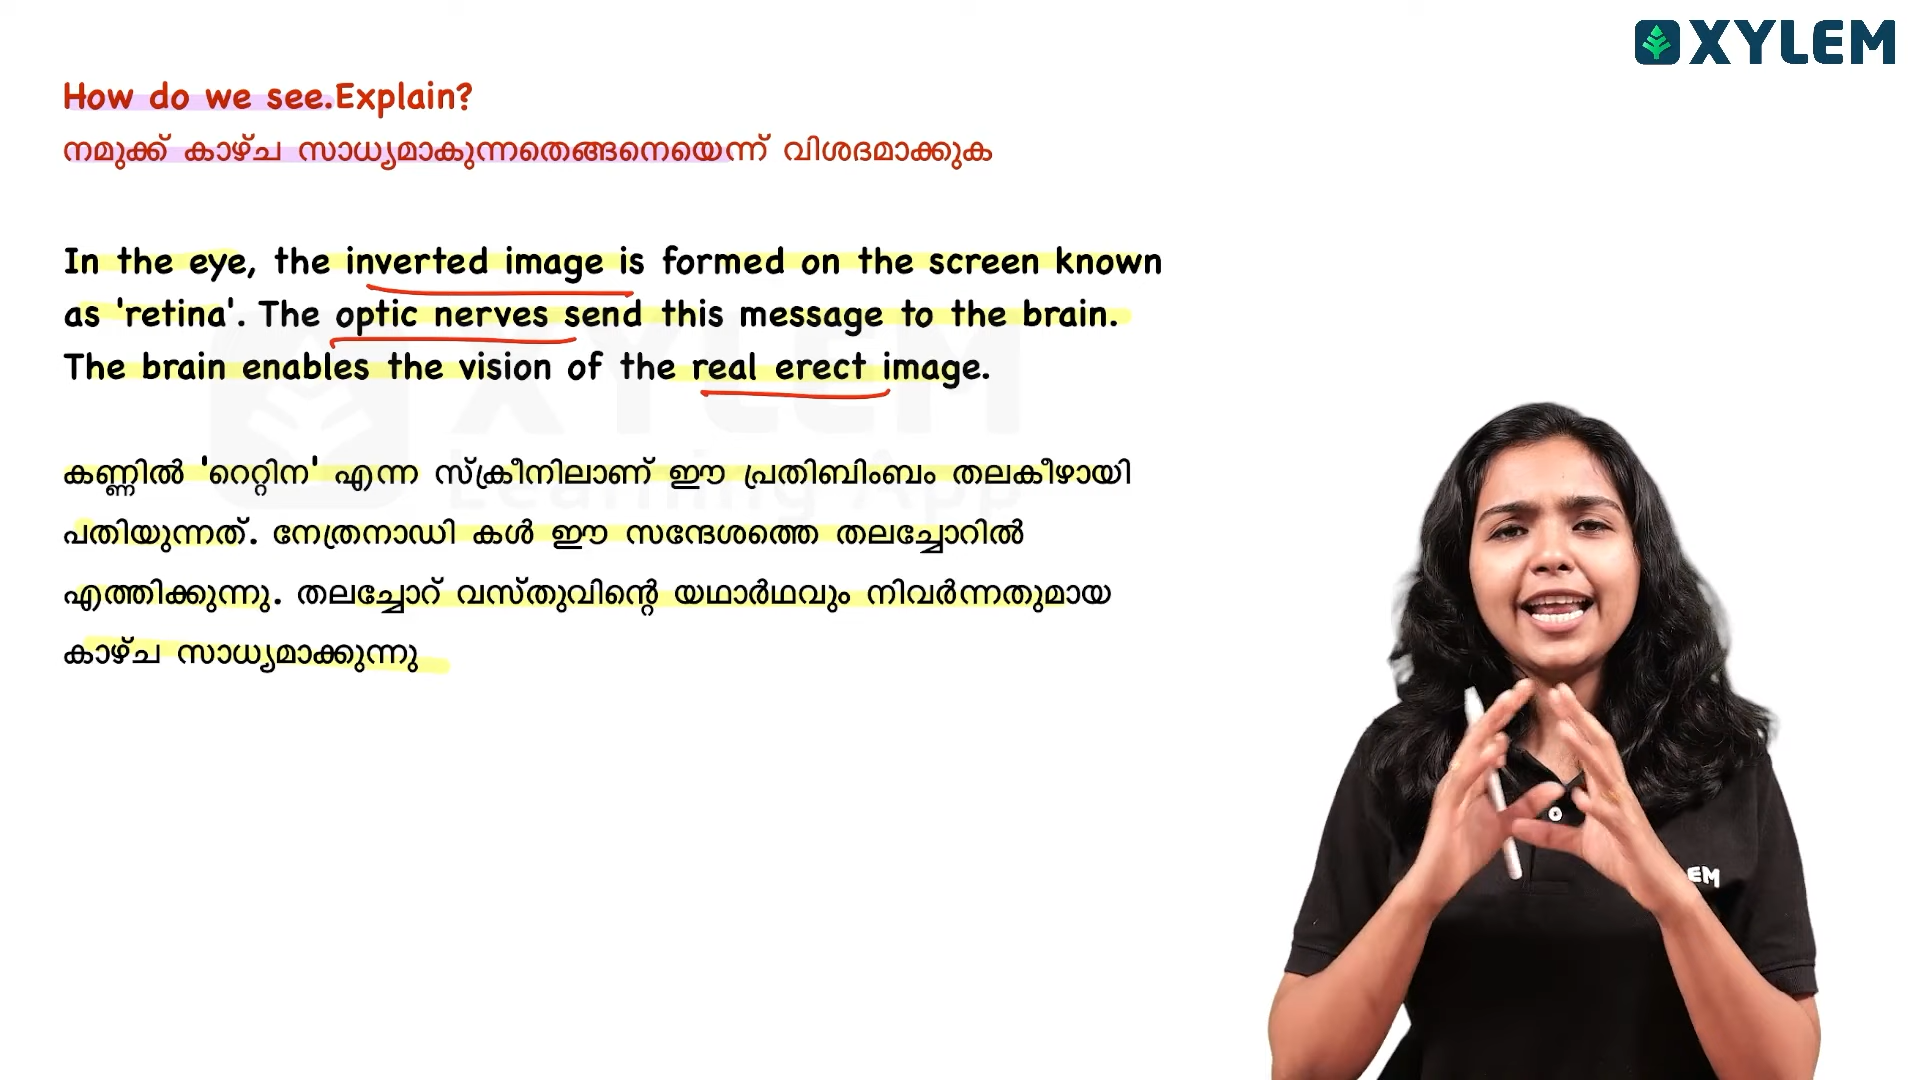 XYLEM
How do we see.Explain?
നമുക്ക് കാഴ്ച സാധ്യമാകുന്നതെങ്ങനെയെന്ന് വിശദമാക്കുക
In the eye, the inverted image is formed on the screen known
as 'retina'. The optic nerves send this message to the brain.
The brain enables the vision of the real erect image.
XYLEM
Learning App
കണ്ണിൽ 'റെറ്റിന' എന്ന സ്ക്രീനിലാണ് ഈ പ്രതിബിംബം തലകീഴായി
പതിയുന്നത്. നേത്രനാഡി കൾ ഈ സന്ദേശത്തെ തലച്ചോറിൽ
എത്തിക്കുന്നു. തലച്ചോറ് വസ്തുവിന്റെ യഥാർഥവും നിവർന്നതുമായ
കാഴ്ച സാധ്യമാക്കുന്നു
EM